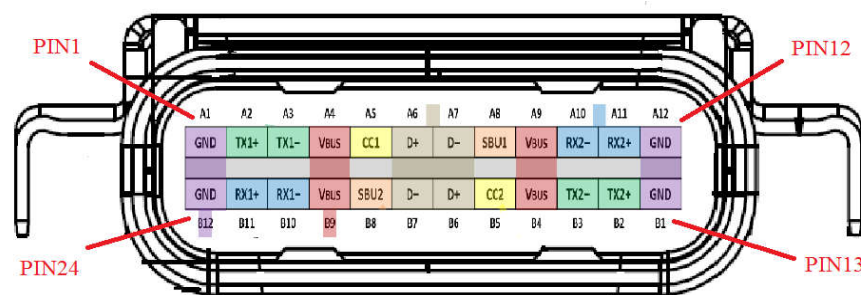 PIN1 PIN12
A1 A2 A3 A4 A5 A6 A7 A8 A9 A10 A11 A12
GND TX1+ TX1− VBUS CC1 D+ D− SBU1 VBUS RX2− RX2+ GND
GND RX1+ RX1− VBUS SBU2 D− D+ CC2 VBUS TX2− TX2+ GND
B12 B11 B10 B9 B8 B7 B6 B5 B4 B3 B2 B1
PIN24 PIN13